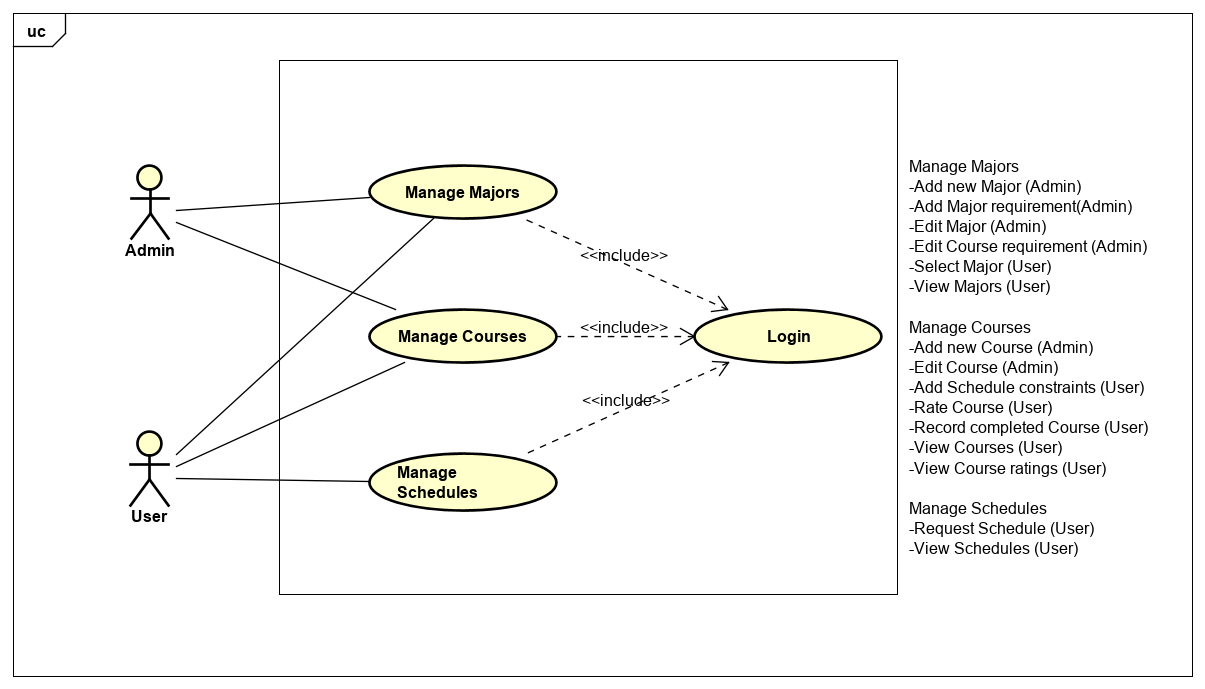 uc
Admin
User
Manage Majors
Manage Courses
Manage
Schedules
<<include>>
<<include>>
<<include>>
Login
Manage Majors
-Add new Major (Admin)
-Add Major requirement(Admin)
-Edit Major (Admin)
-Edit Course requirement (Admin)
-Select Major (User)
-View Majors (User)
Manage Courses
-Add new Course (Admin)
-Edit Course (Admin)
-Add Schedule constraints (User)
-Rate Course (User)
-Record completed Course (User)
-View Courses (User)
-View Course ratings (User)
Manage Schedules
-Request Schedule (User)
-View Schedules (User)